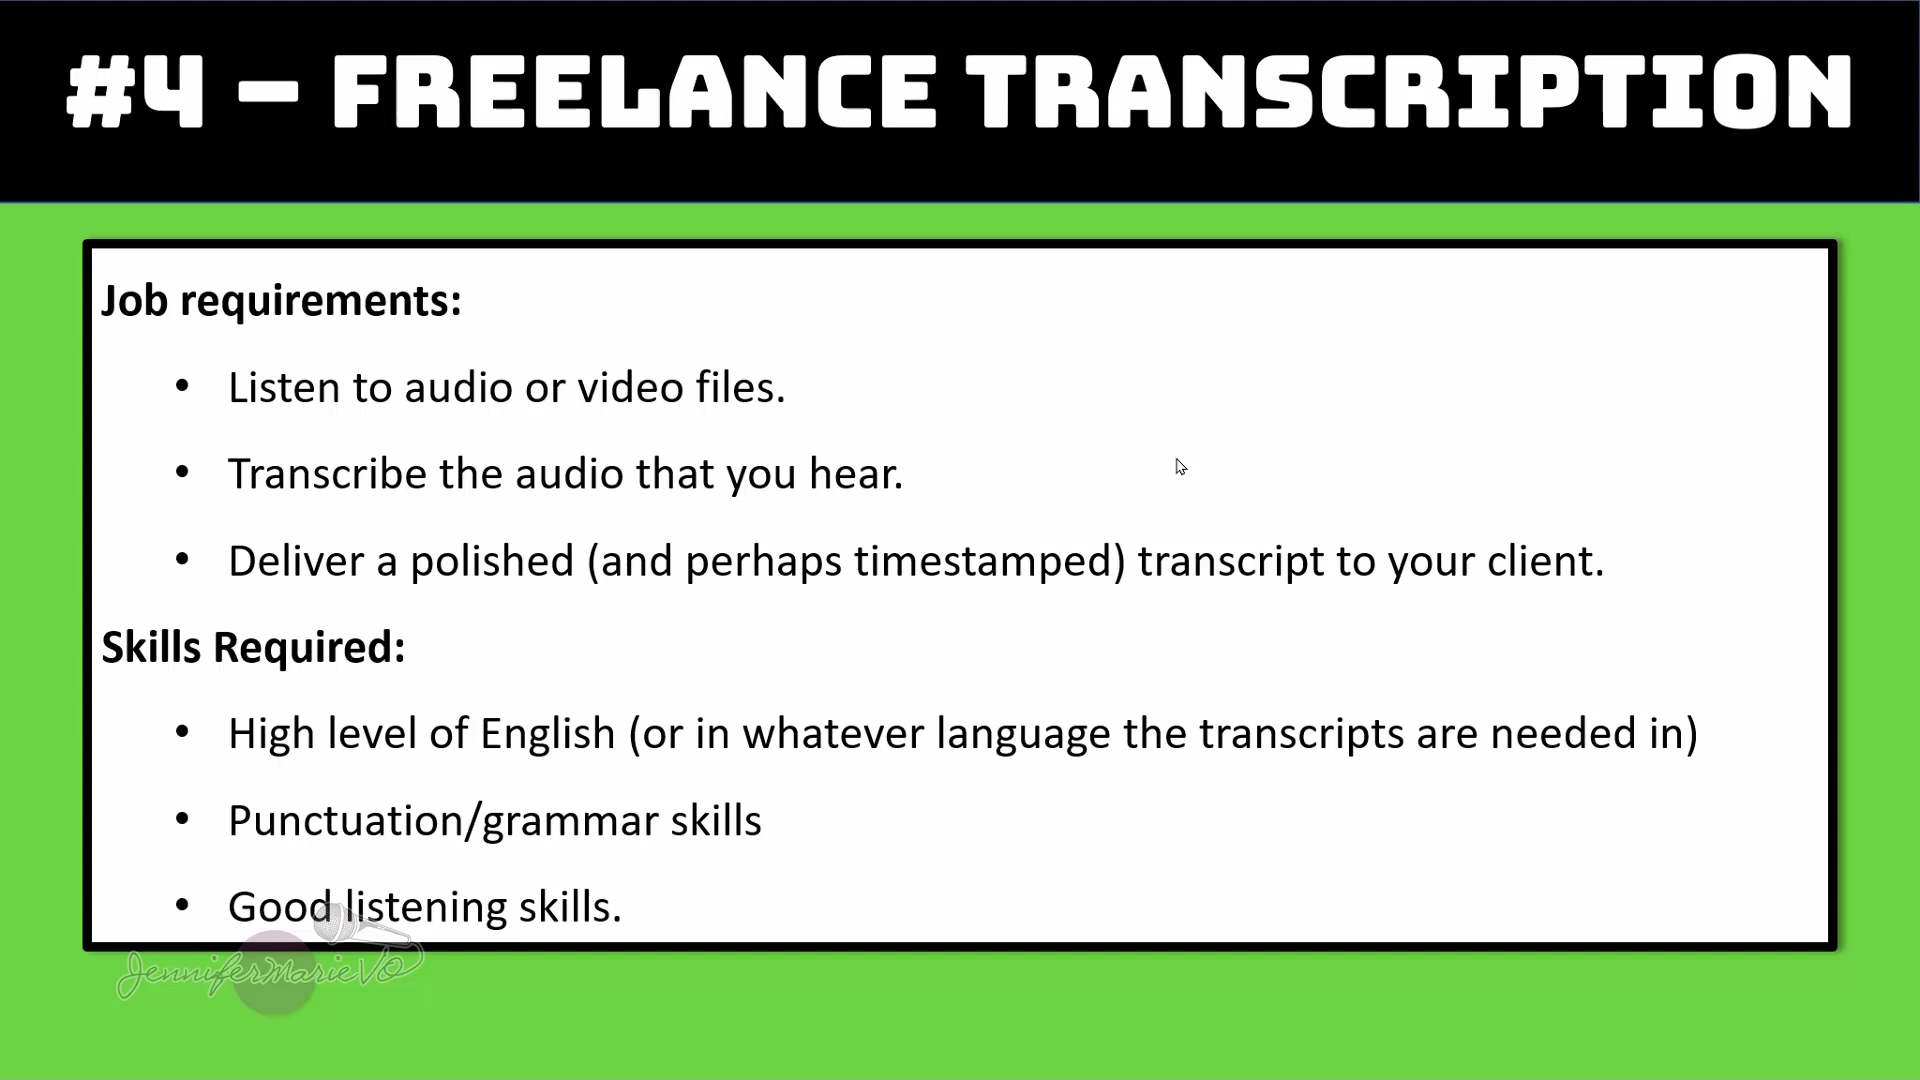 #4 – FREELANCE TRANSCRIPTION
Job requirements:
• Listen to audio or video files.
• Transcribe the audio that you hear.
• Deliver a polished (and perhaps timestamped) transcript to your client.
Skills Required:
• High level of English (or in whatever language the transcripts are needed in)
• Punctuation/grammar skills
• Good listening skills.
JenniferMarieVO